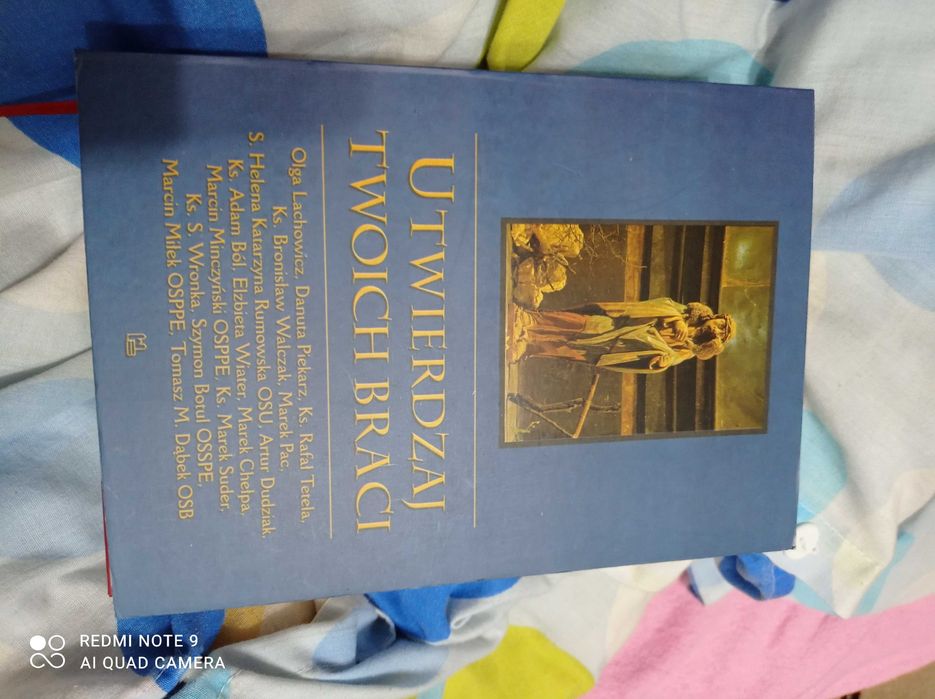 UTWIERDZAJ
TWOICH BRACI
Olga Lachowicz, Danuta Piekarz, Ks. Rafał Tetela,
Ks. Bronisław Walczak, Marek Pac,
S. Helena Katarzyna Rumowska OSU, Artur Dudziak,
Ks. Adam Ból, Elżbieta Wiater, Marek Chełpa,
Marcin Minczyński OSPPE, Ks. Marek Suder,
Ks. S. Wronka, Szymon Botul OSSPE,
Marcin Miłek OSPPE, Tomasz M. Dąbek OSB
REDMI NOTE 9
AI QUAD CAMERA